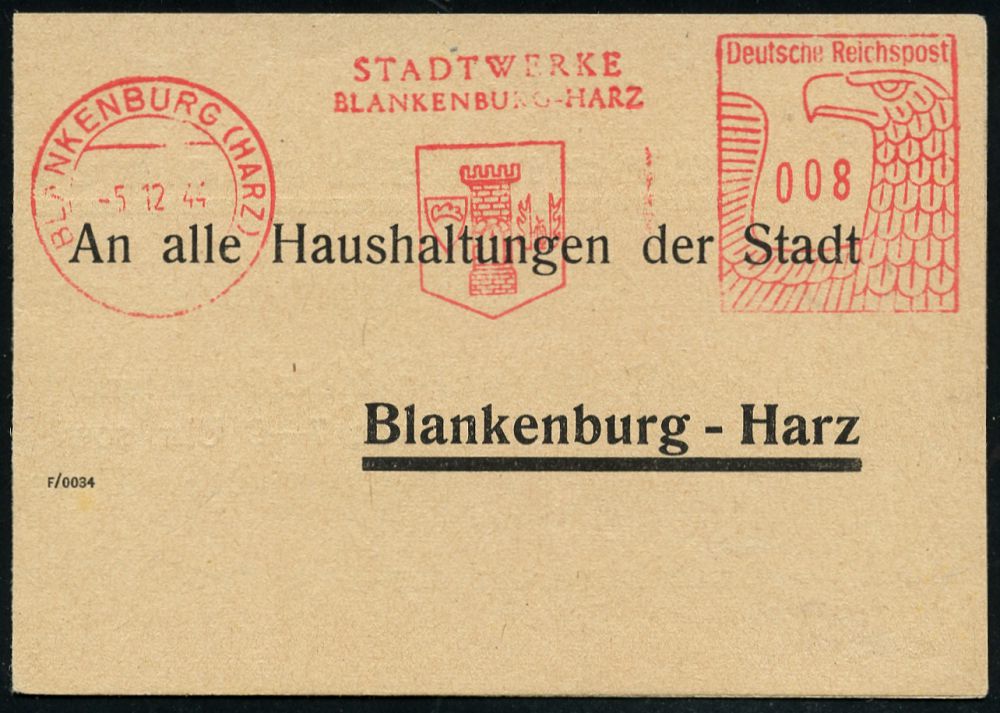 BLANKENBURG (HARZ)
-5 12 44
STADTWERKE
BLANKENBURG-HARZ
Deutsche Reichspost
008
An alle Haushaltungen der Stadt
Blankenburg - Harz
F/0034